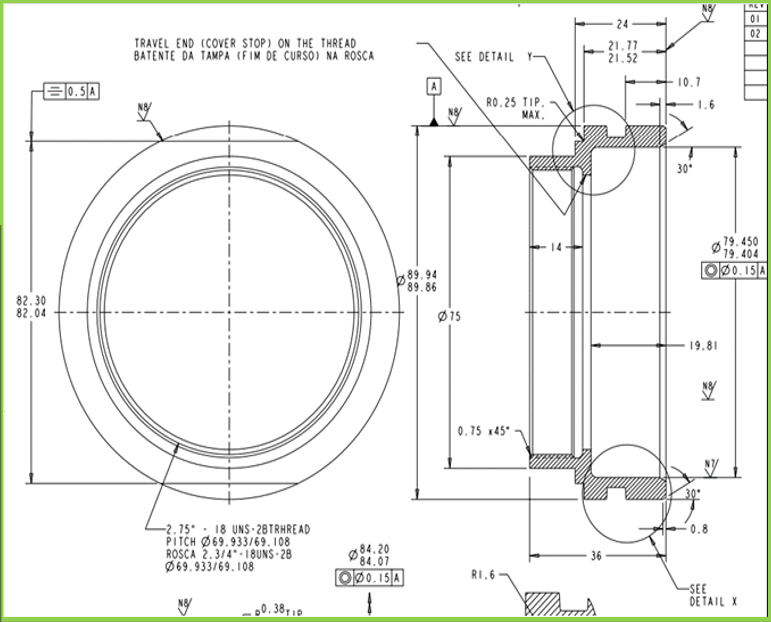 TRAVEL END (COVER STOP) ON THE THREAD
BATENTE DA TAMPA (FIM DE CURSO) NA ROSCA
0.5 A
N8
82.30
82.04
2.75" - 18 UNS-2BTRHREAD
PITCH Ø69.933/69.108
ROSCA 2.3/4"-18UNS-2B
Ø69.933/69.108
N8
Ø84.20
84.07
Ø0.15 A
24
N8
01
02
21.77
21.52
SEE DETAIL Y
10.7
A
N8
R0.25 TIP.
MAX.
1.6
30°
Ø79.450
79.404
Ø0.15 A
14
Ø89.94
89.86
Ø75
19.81
N8
0.75 x45°
N7
30°
0.8
36
R1.6
SEE
DETAIL X